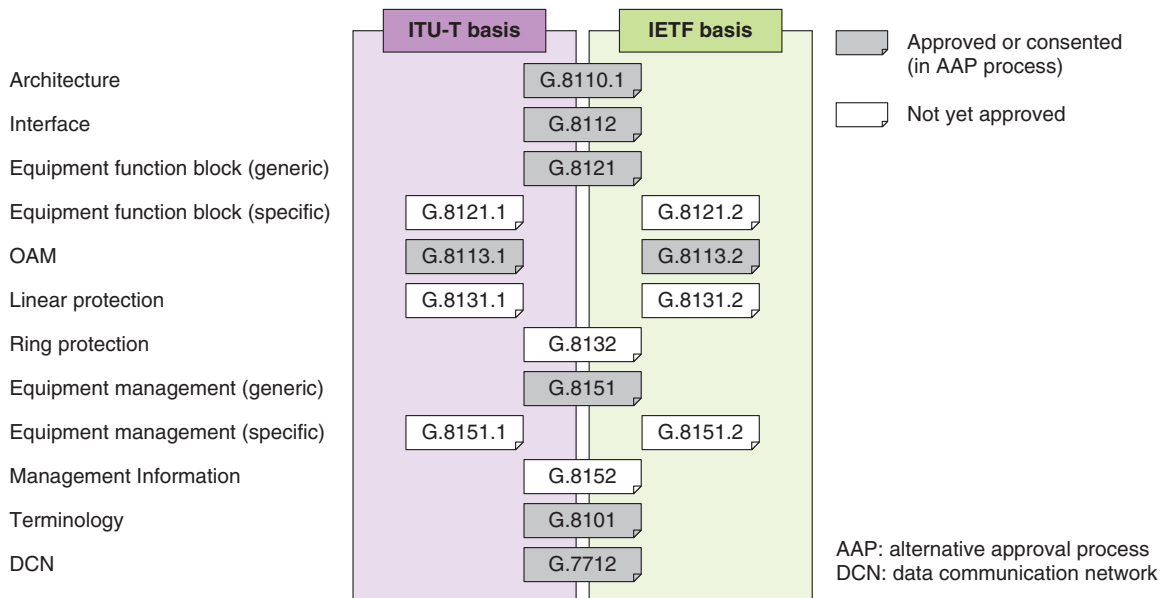 ITU-T basis
IETF basis
Approved or consented
(in AAP process)
Not yet approved
Architecture
G.8110.1
Interface
G.8112
Equipment function block (generic)
G.8121
Equipment function block (specific)
G.8121.1
G.8121.2
OAM
G.8113.1
G.8113.2
Linear protection
G.8131.1
G.8131.2
Ring protection
G.8132
Equipment management (generic)
G.8151
Equipment management (specific)
G.8151.1
G.8151.2
Management Information
G.8152
Terminology
G.8101
DCN
G.7712
AAP: alternative approval process
DCN: data communication network